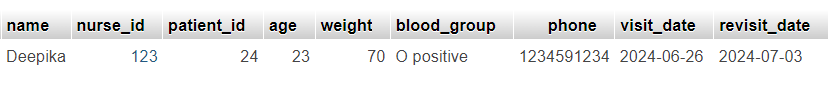 name nurse_id patient_id age weight blood_group phone visit_date revisit_date
Deepika 123 24 23 70 O positive 1234591234 2024-06-26 2024-07-03